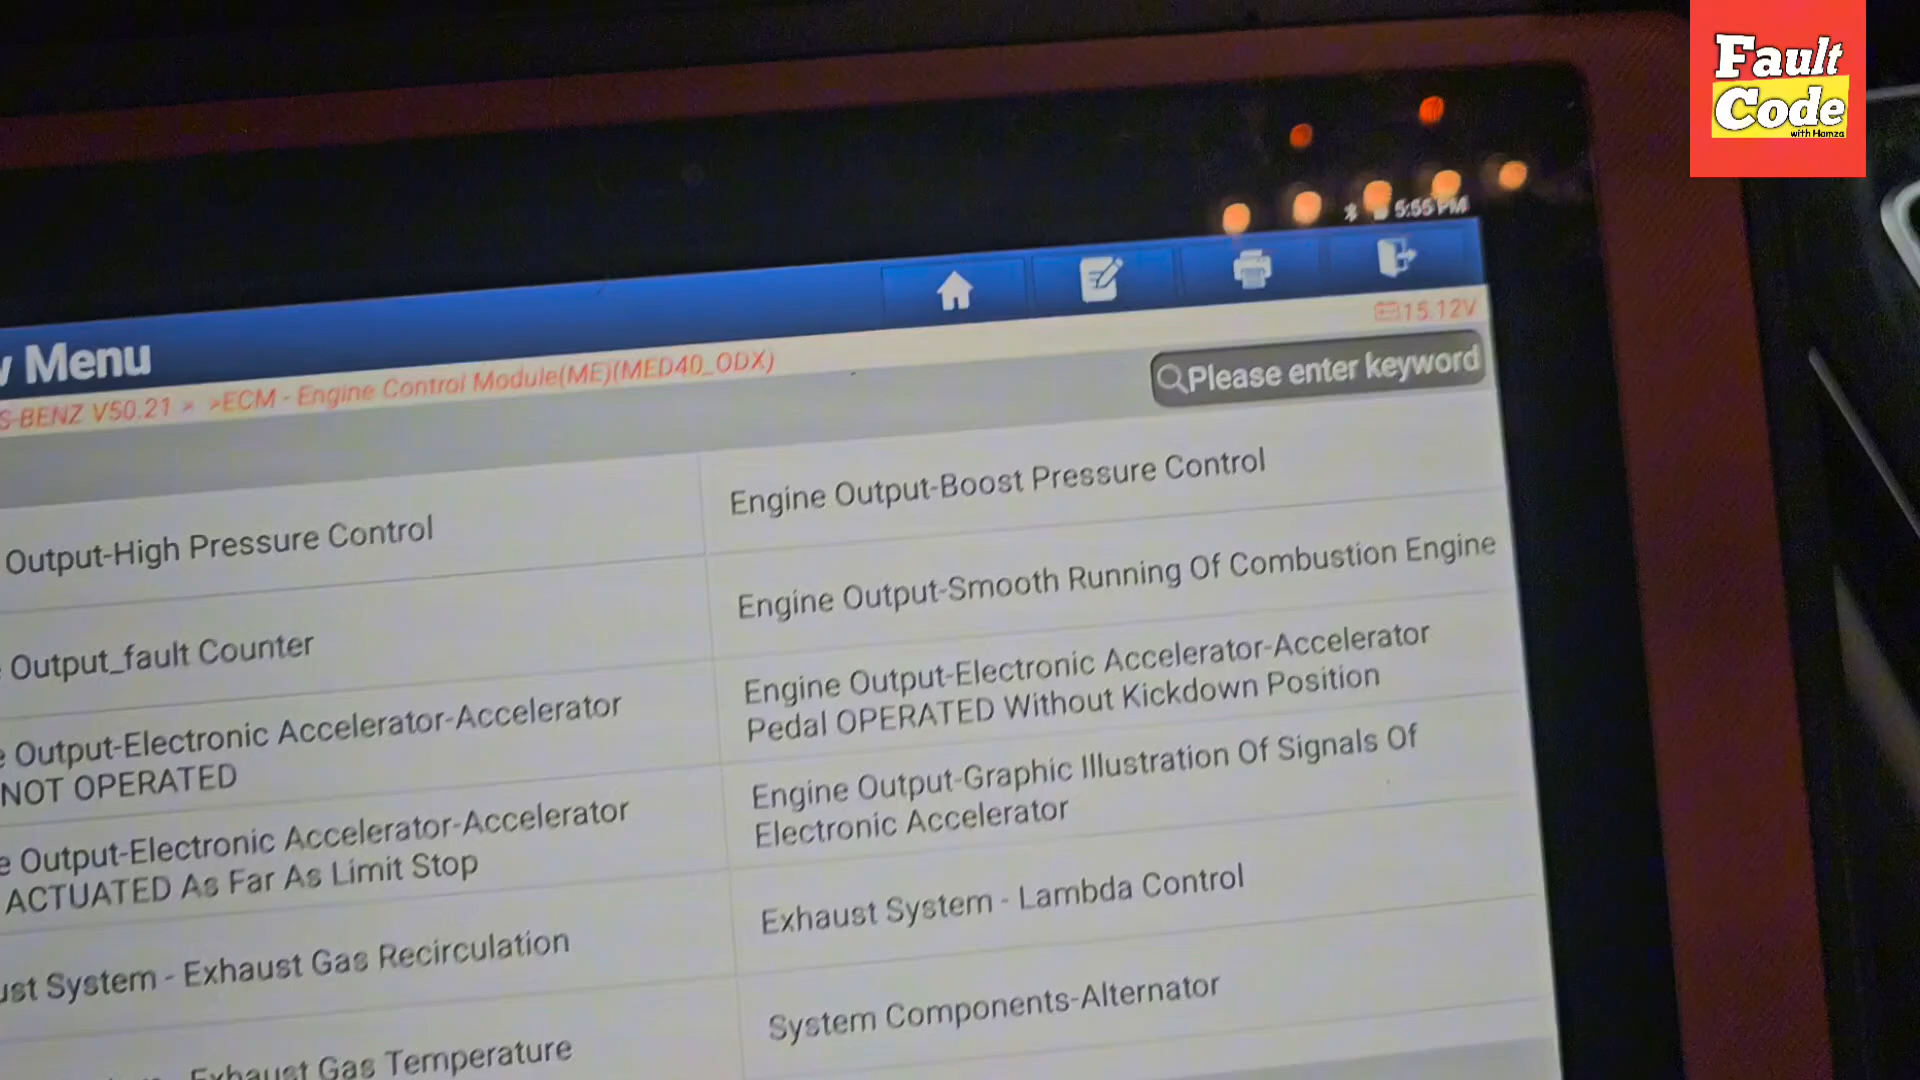 Fault
Code
with Hamza
5:55 PM
Menu
15.12V
S-BENZ V50.21 > >ECM - Engine Control Module(ME)(MED40_ODX)
Please enter keyword
Output-High Pressure Control
Engine Output-Boost Pressure Control
Output_fault Counter
Engine Output-Smooth Running Of Combustion Engine
Output-Electronic Accelerator-Accelerator
NOT OPERATED
Engine Output-Electronic Accelerator-Accelerator
Pedal OPERATED Without Kickdown Position
e Output-Electronic Accelerator-Accelerator
ACTUATED As Far As Limit Stop
Engine Output-Graphic Illustration Of Signals Of
Electronic Accelerator
ust System - Exhaust Gas Recirculation
Exhaust System - Lambda Control
- Exhaust Gas Temperature
System Components-Alternator